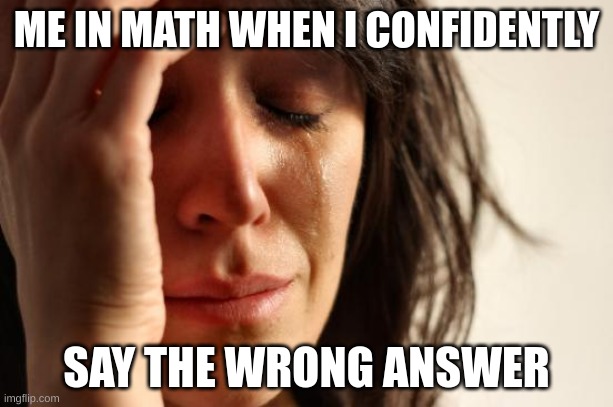 ME IN MATH WHEN I CONFIDENTLY
SAY THE WRONG ANSWER
imgflip.com